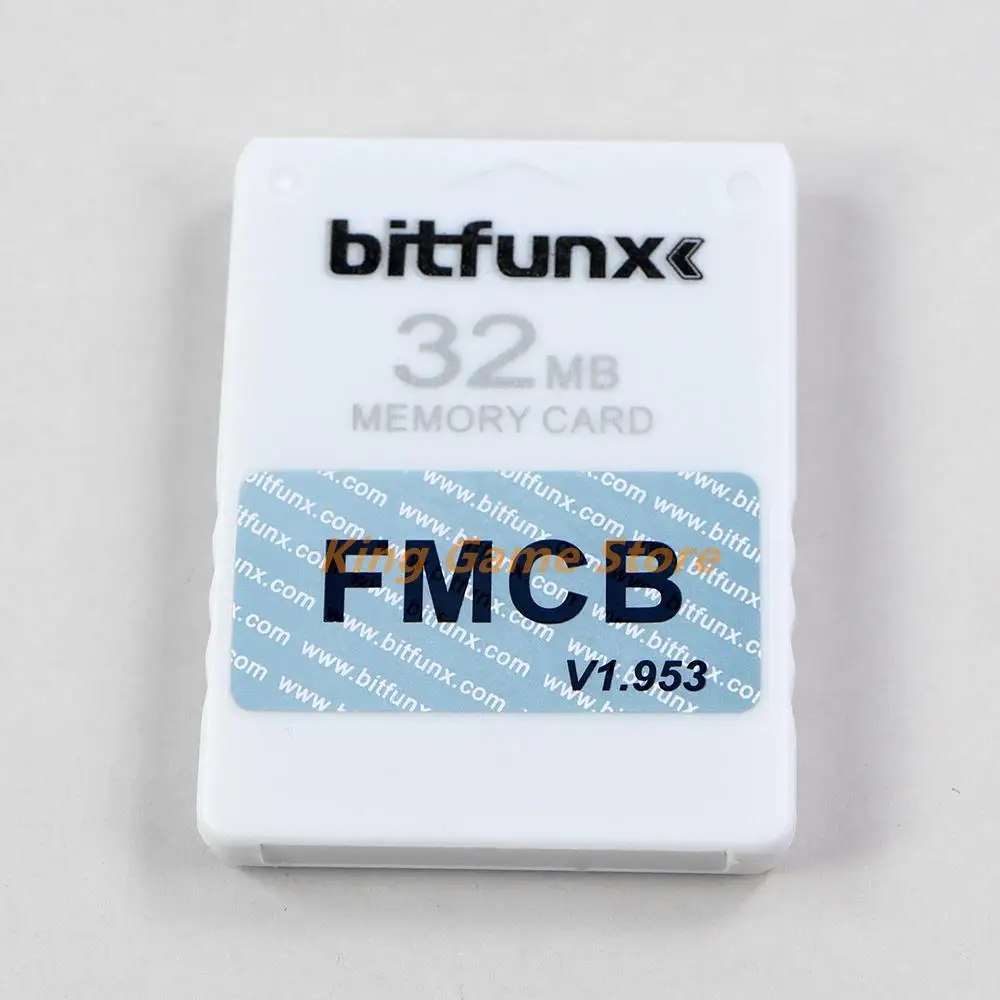 bitfunx
32MB
MEMORY CARD
www.bitfunx.com
King Game Store
FMCB
V1.953